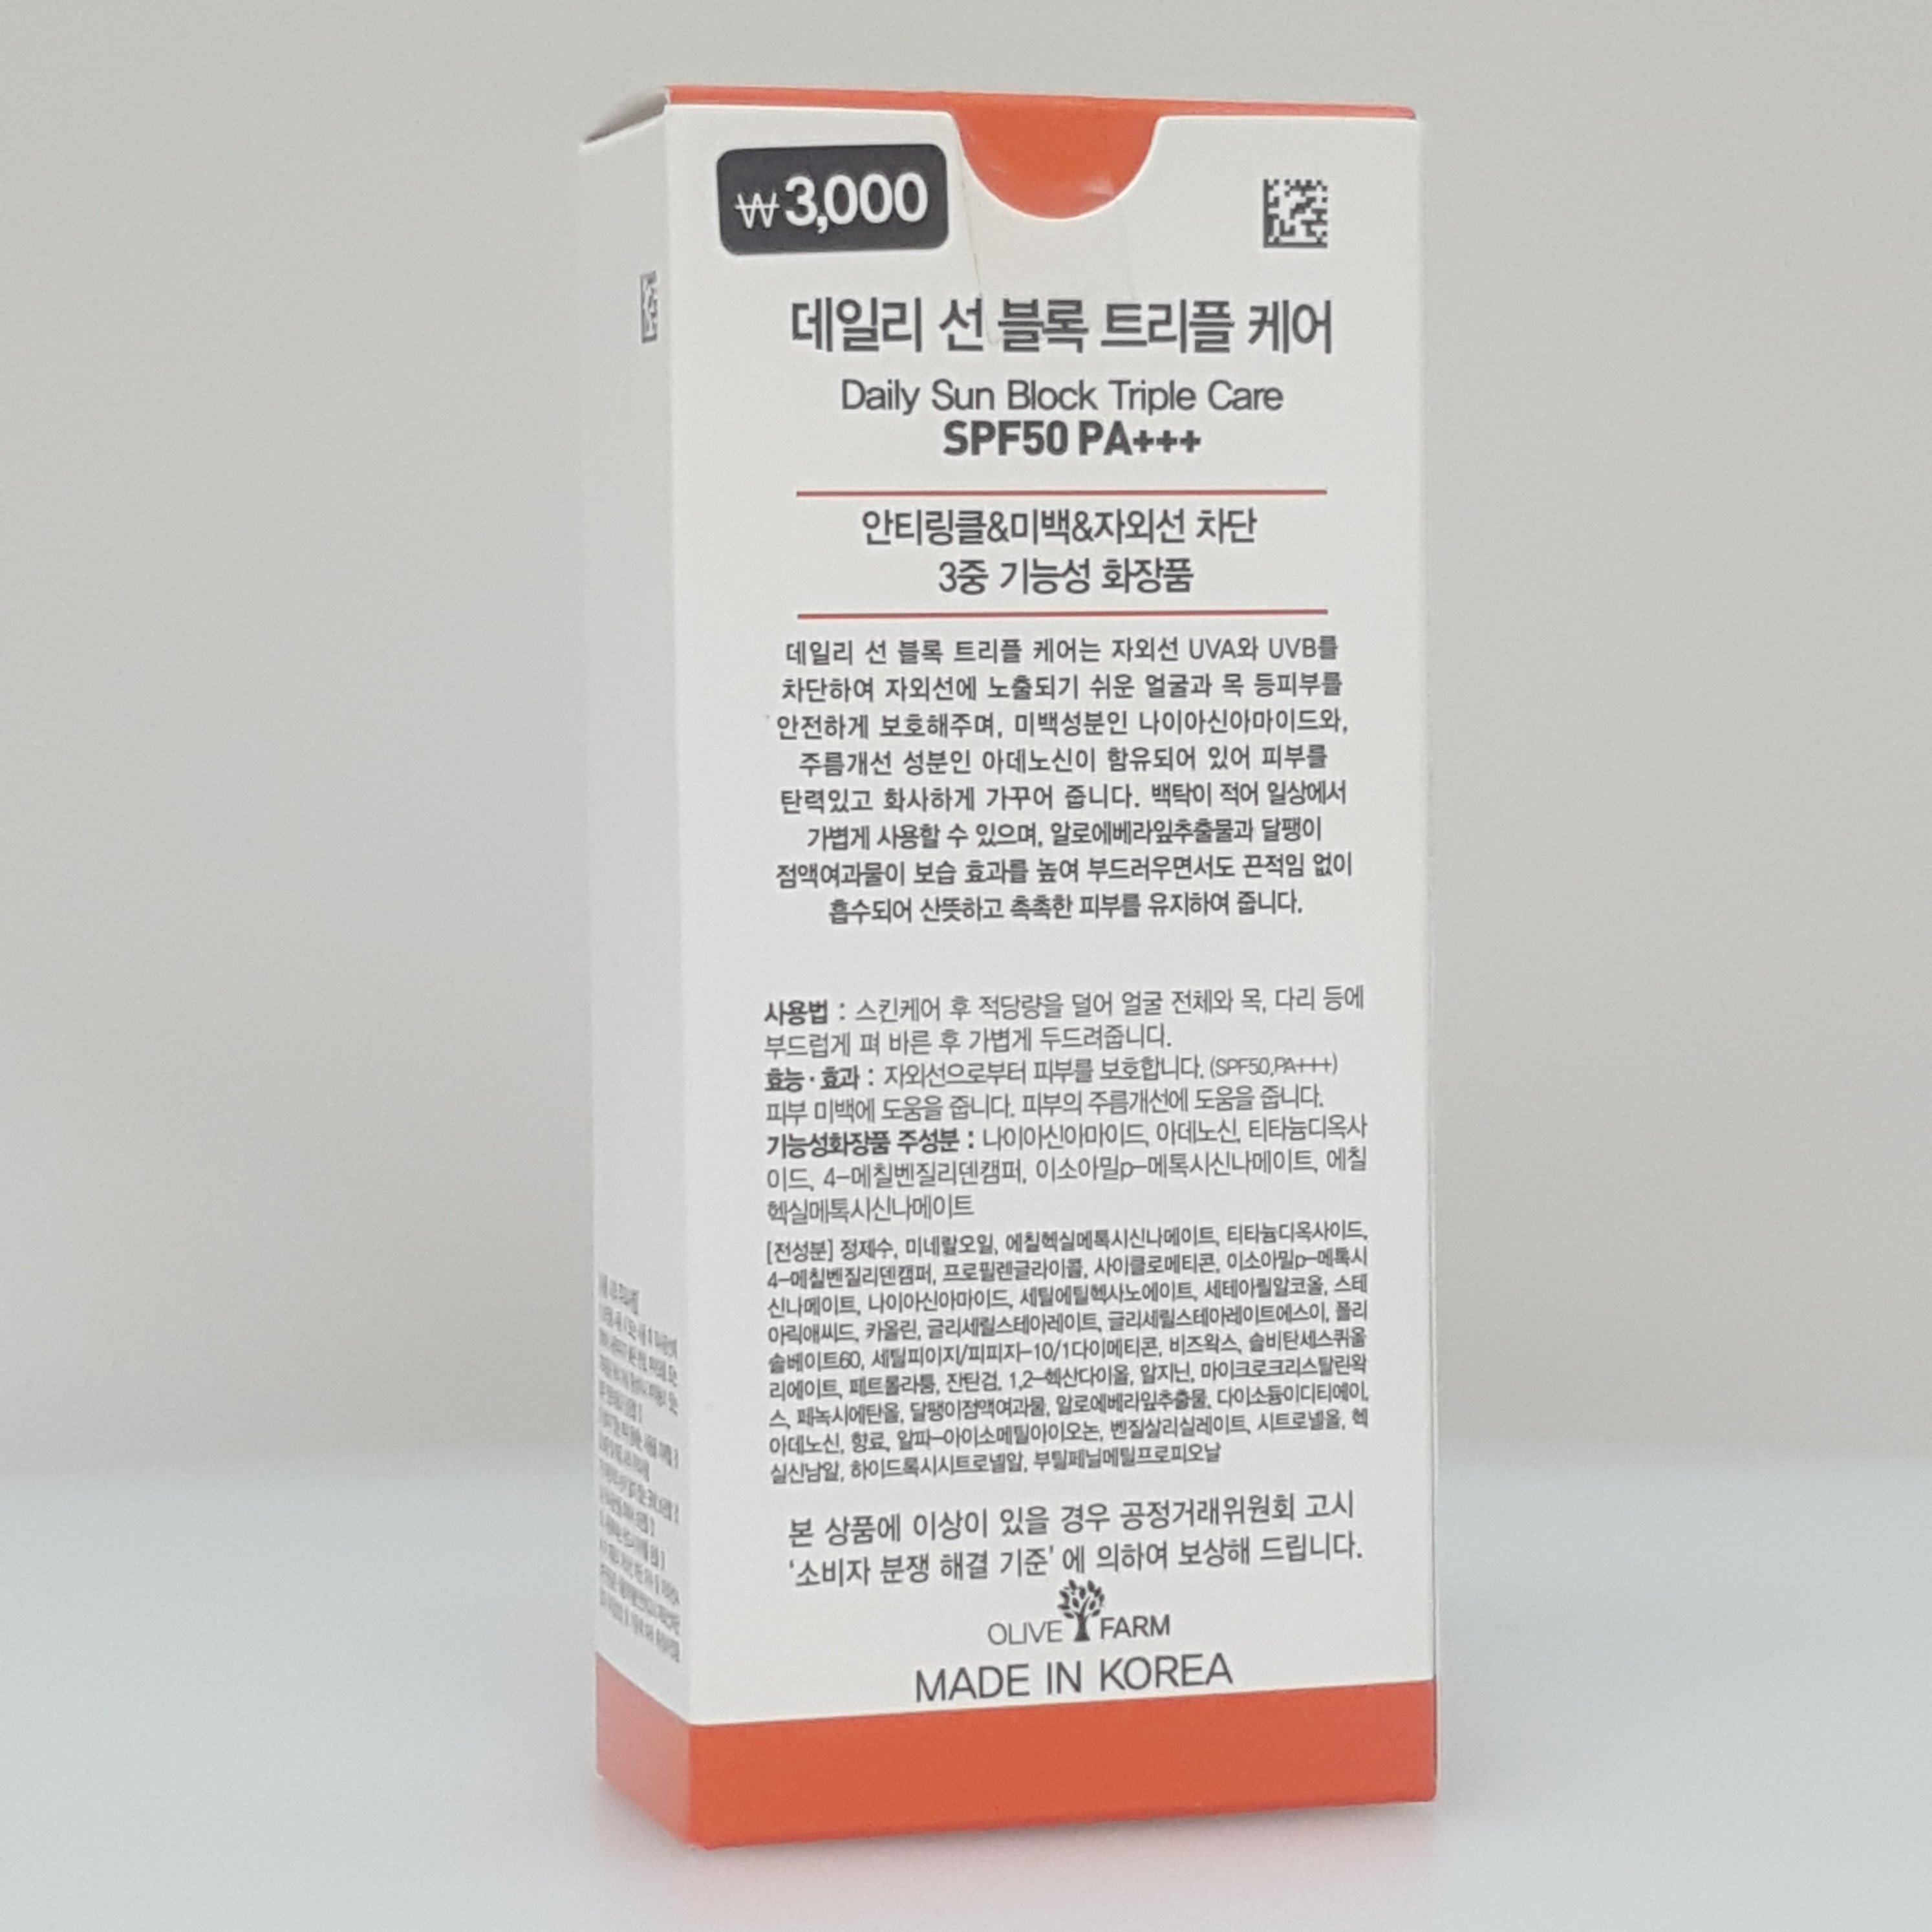 ₩3,000
데일리 선 블록 트리플 케어
Daily Sun Block Triple Care
SPF50 PA+++
안티링클&미백&자외선 차단
3중 기능성 화장품
데일리 선 블록 트리플 케어는 자외선 UVA와 UVB를
차단하여 자외선에 노출되기 쉬운 얼굴과 목 등피부를
안전하게 보호해주며, 미백성분인 나이아신아마이드와,
주름개선 성분인 아데노신이 함유되어 있어 피부를
탄력있고 화사하게 가꾸어 줍니다. 백탁이 적어 일상에서
가볍게 사용할 수 있으며, 알로에베라잎추출물과 달팽이
점액여과물이 보습 효과를 높여 부드러우면서도 끈적임 없이
흡수되어 산뜻하고 촉촉한 피부를 유지하여 줍니다.
사용법 : 스킨케어 후 적당량을 덜어 얼굴 전체와 목, 다리 등에
부드럽게 펴 바른 후 가볍게 두드려줍니다.
효능·효과 : 자외선으로부터 피부를 보호합니다. (SPF50,PA+++)
피부 미백에 도움을 줍니다. 피부의 주름개선에 도움을 줍니다.
기능성화장품 주성분 : 나이아신아마이드, 아데노신, 티타늄디옥사
이드, 4-메칠벤질리덴캠퍼, 이소아밀p-메톡시신나메이트, 에칠
헥실메톡시신나메이트
[전성분] 정제수, 미네랄오일, 에칠헥실메톡시신나메이트, 티타늄디옥사이드,
4-메칠벤질리덴캠퍼, 프로필렌글라이콜, 사이클로메티콘, 이소아밀p-메톡시
신나메이트, 나이아신아마이드, 세틸에틸헥사노에이트, 세테아릴알코올, 스테
아릭애씨드, 카올린, 글리세릴스테아레이트, 글리세릴스테아레이트에스이, 폴리
솔베이트60, 세틸피이지/피피지-10/1다이메티콘, 비즈왁스, 솔비탄세스퀴올
리에이트, 페트롤라툼, 잔탄검, 1,2-헥산다이올, 알지닌, 마이크로크리스탈린왁
스, 페녹시에탄올, 달팽이점액여과물, 알로에베라잎추출물, 다이소듐이디티에이,
아데노신, 향료, 알파-아이소메틸아이오논, 벤질살리실레이트, 시트로넬올, 헥
실신남알, 하이드록시시트로넬알, 부틸페닐메틸프로피오날
본 상품에 이상이 있을 경우 공정거래위원회 고시
'소비자 분쟁 해결 기준' 에 의하여 보상해 드립니다.
OLIVE FARM
MADE IN KOREA